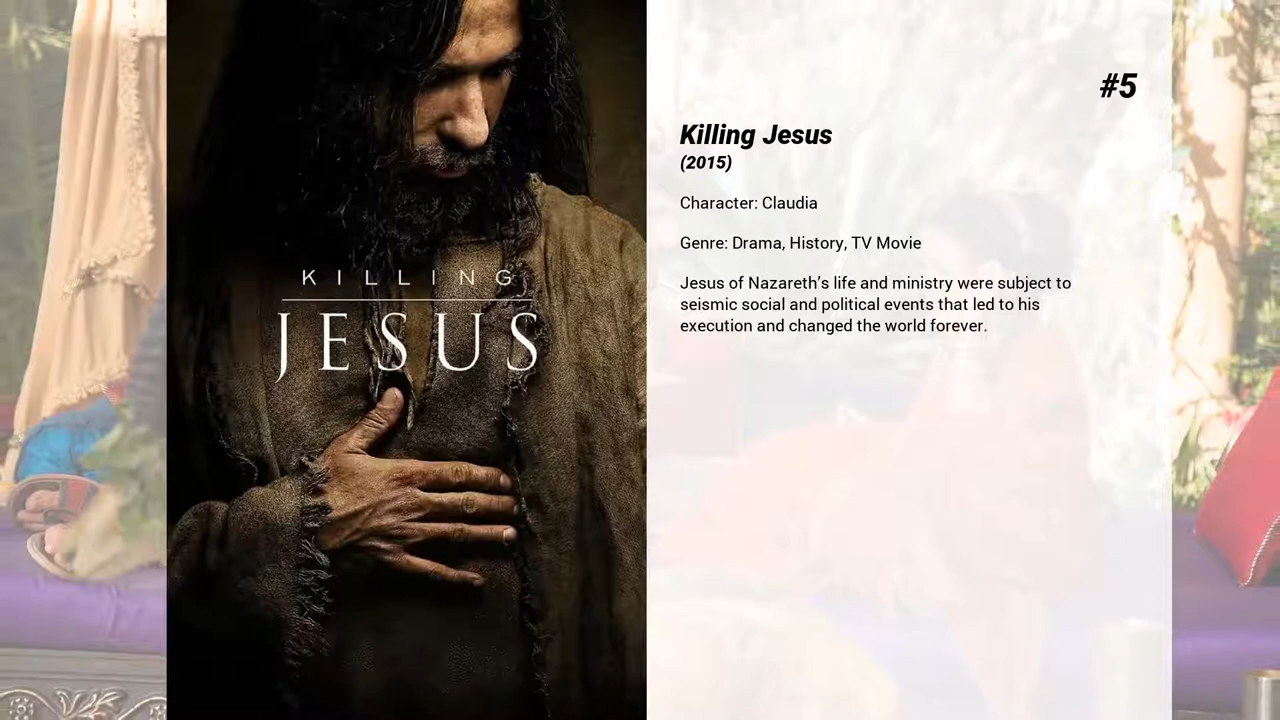 KILLING
JESUS
#5
Killing Jesus
(2015)
Character: Claudia
Genre: Drama, History, TV Movie
Jesus of Nazareth’s life and ministry were subject to
seismic social and political events that led to his
execution and changed the world forever.